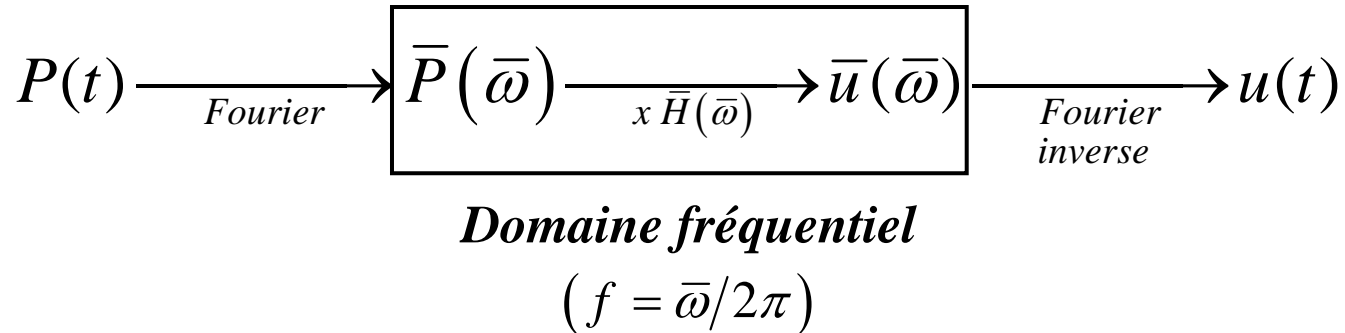 P(t) → P̅(ω̅) → u̅(ω̅) → u(t)
Fourier x H̅(ω̅) Fourier
inverse
Domaine fréquentiel
(f = ω̅/2π)